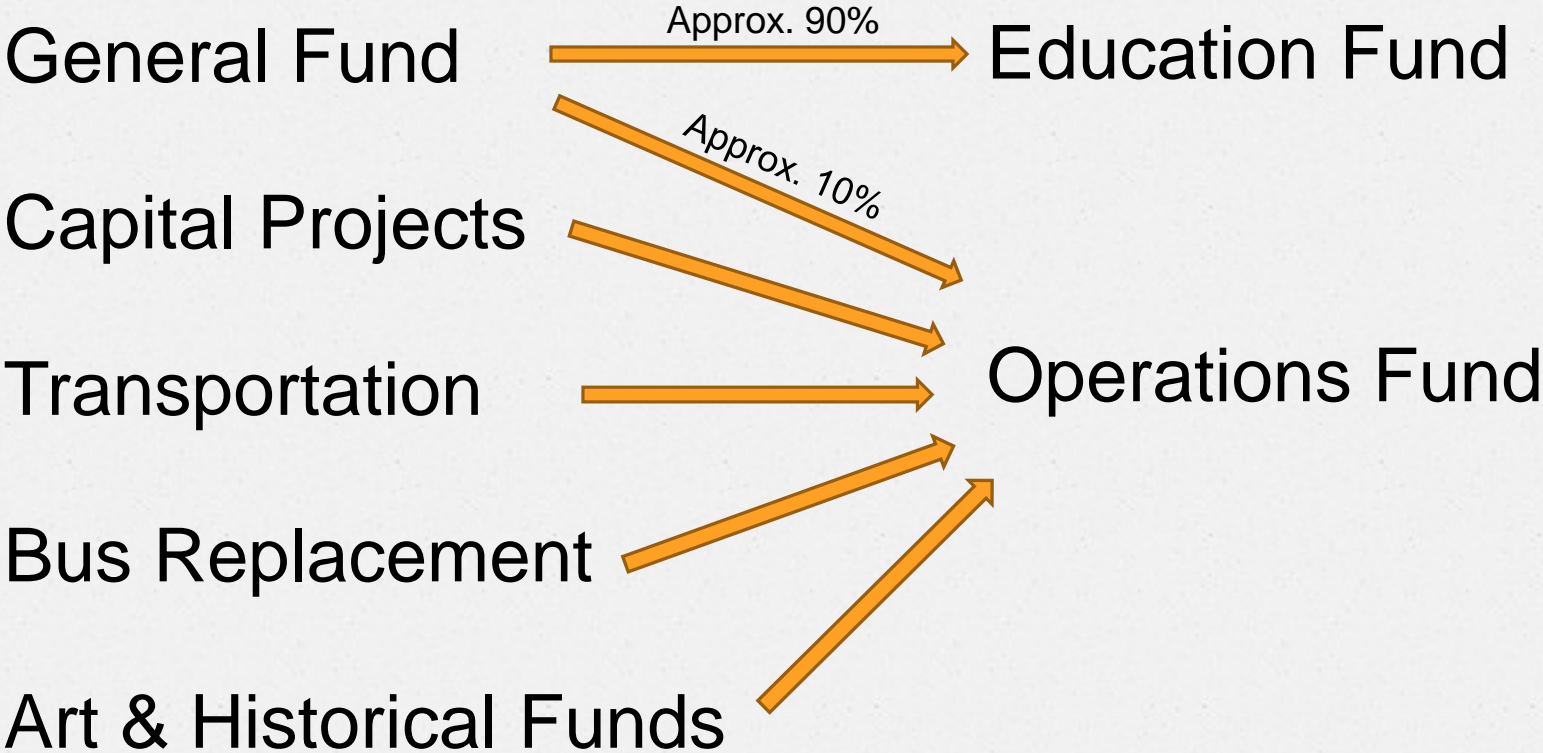 General Fund
Approx. 90%
Education Fund
Approx. 10%
Capital Projects
Transportation
Operations Fund
Bus Replacement
Art & Historical Funds